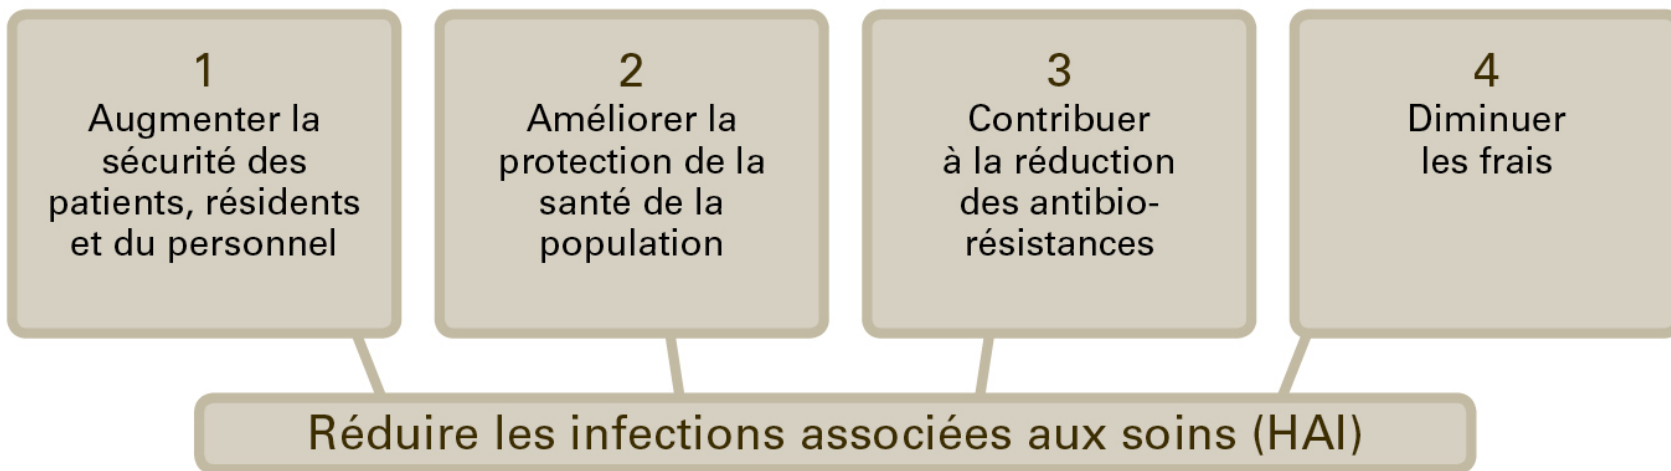 1
Augmenter la
sécurité des
patients, résidents
et du personnel
2
Améliorer la
protection de la
santé de la
population
3
Contribuer
à la réduction
des antibio-
résistances
4
Diminuer
les frais
Réduire les infections associées aux soins (HAI)